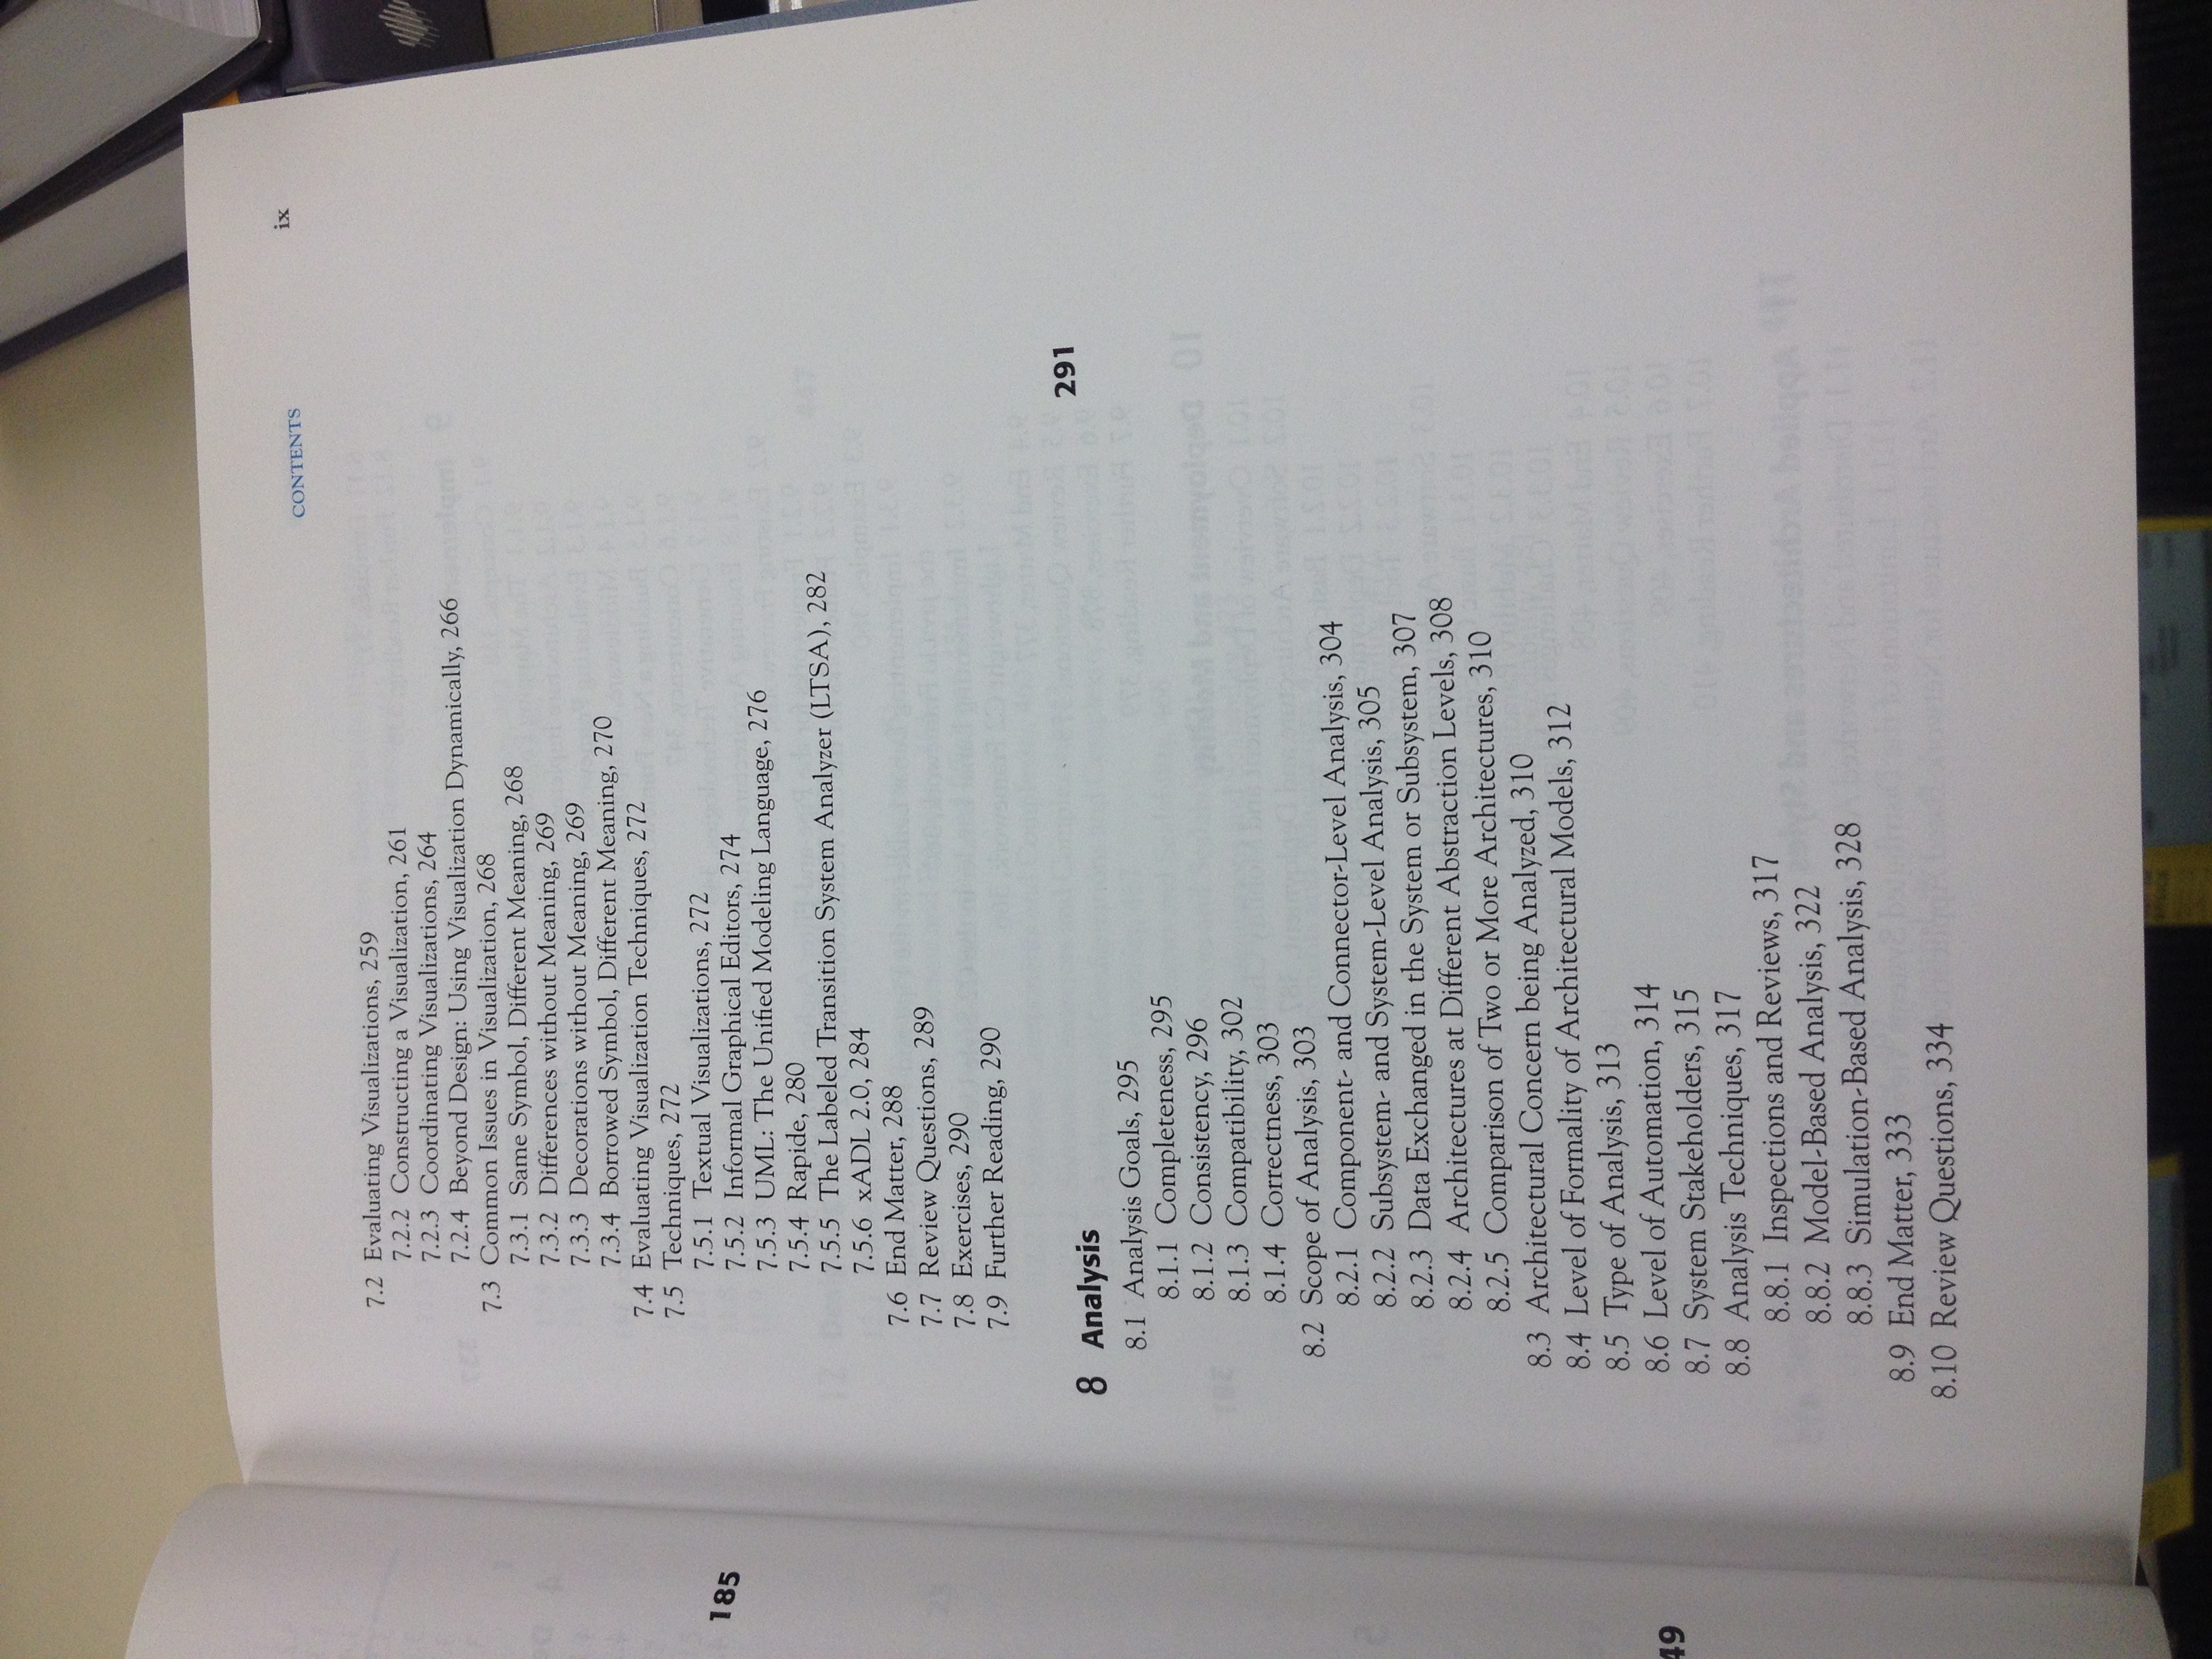 CONTENTS ix
7.2 Evaluating Visualizations, 259
7.2.2 Constructing a Visualization, 261
7.2.3 Coordinating Visualizations, 264
7.2.4 Beyond Design: Using Visualization Dynamically, 266
7.3 Common Issues in Visualization, 268
7.3.1 Same Symbol, Different Meaning, 268
7.3.2 Differences without Meaning, 269
7.3.3 Decorations without Meaning, 269
7.3.4 Borrowed Symbol, Different Meaning, 270
7.4 Evaluating Visualization Techniques, 272
7.5 Techniques, 272
7.5.1 Textual Visualizations, 272
7.5.2 Informal Graphical Editors, 274
7.5.3 UML: The Unified Modeling Language, 276
7.5.4 Rapide, 280
7.5.5 The Labeled Transition System Analyzer (LTSA), 282
7.5.6 xADL 2.0, 284
7.6 End Matter, 288
7.7 Review Questions, 289
7.8 Exercises, 290
7.9 Further Reading, 290
8 Analysis 291
8.1 Analysis Goals, 295
8.1.1 Completeness, 295
8.1.2 Consistency, 296
8.1.3 Compatibility, 302
8.1.4 Correctness, 303
8.2 Scope of Analysis, 303
8.2.1 Component- and Connector-Level Analysis, 304
8.2.2 Subsystem- and System-Level Analysis, 305
8.2.3 Data Exchanged in the System or Subsystem, 307
8.2.4 Architectures at Different Abstraction Levels, 308
8.2.5 Comparison of Two or More Architectures, 310
8.3 Architectural Concern being Analyzed, 310
8.4 Level of Formality of Architectural Models, 312
8.5 Type of Analysis, 313
8.6 Level of Automation, 314
8.7 System Stakeholders, 315
8.8 Analysis Techniques, 317
8.8.1 Inspections and Reviews, 317
8.8.2 Model-Based Analysis, 322
8.8.3 Simulation-Based Analysis, 328
8.9 End Matter, 333
8.10 Review Questions, 334
185
49